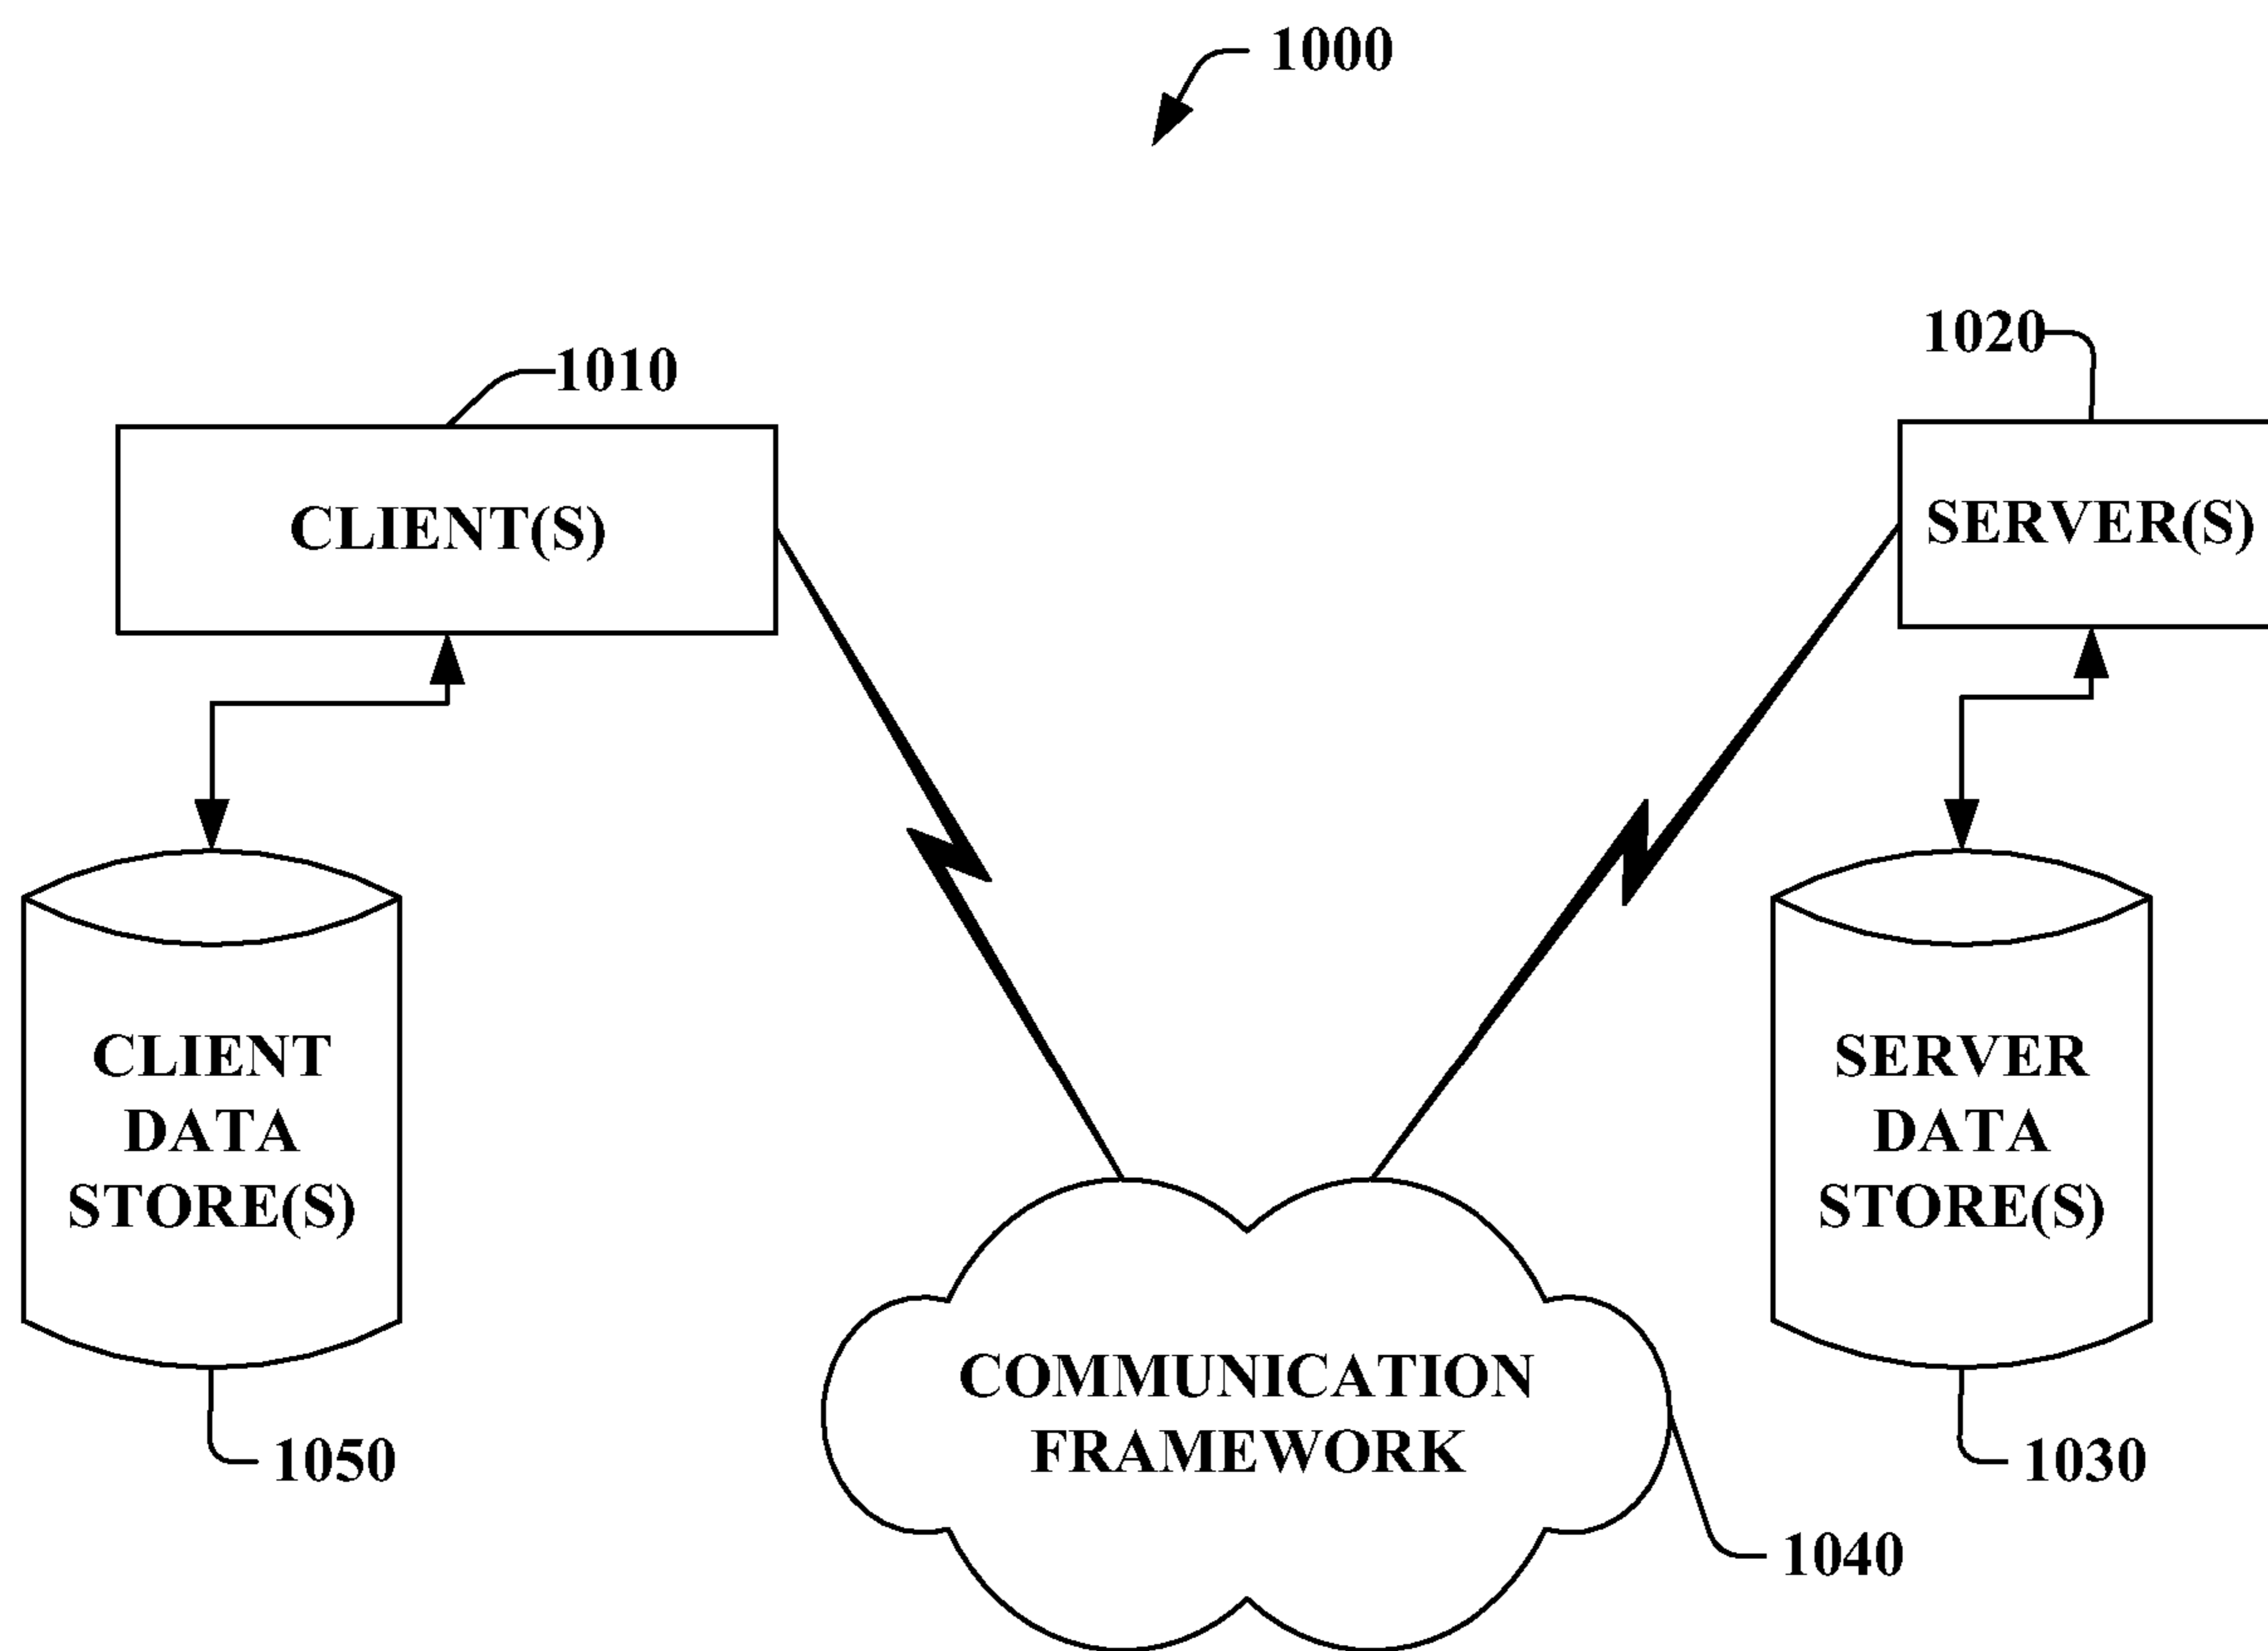 1000
1010
1020
CLIENT(S)
SERVER(S)
CLIENT
DATA
STORE(S)
SERVER
DATA
STORE(S)
COMMUNICATION
FRAMEWORK
1050
1030
1040